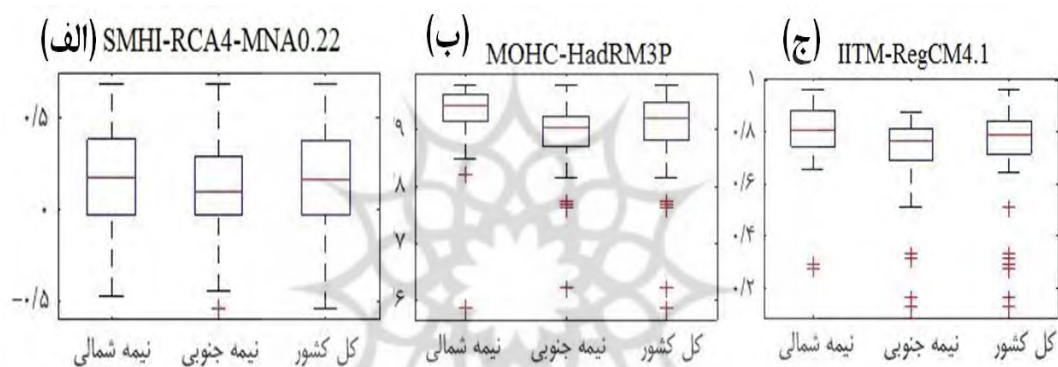 (الف) SMHI-RCA4-MNA0.22
۰/۵
۰
-۰/۵
نیمه شمالی
نیمه جنوبی
کل کشور
(ب) MOHC-HadRM3P
۹
۸
۷
۶
نیمه شمالی
نیمه جنوبی
کل کشور
(ج) IITM-RegCM4.1
۱
۰/۸
۰/۶
۰/۴
۰/۲
نیمه شمالی
نیمه جنوبی
کل کشور